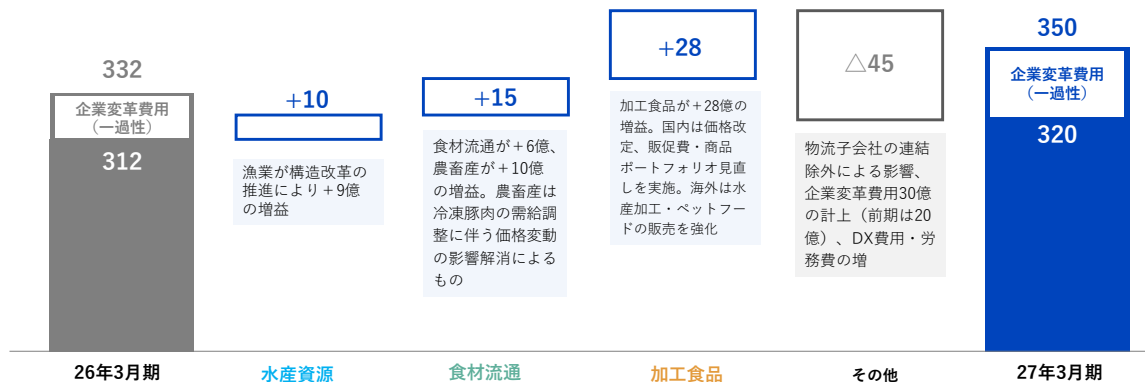 332
企業変革費用
（一過性）
312
+10
漁業が構造改革の
推進により＋9億
の増益
+15
食材流通が＋6億、
農畜産が＋10億
の増益。農畜産は
冷凍豚肉の需給調
整に伴う価格変動
の影響解消による
もの
+28
加工食品が＋28億の
増益。国内は価格改
定、販促費・商品
ポートフォリオ見直
しを実施。海外は水
産加工・ペットフー
ドの販売を強化
△45
物流子会社の連結
除外による影響、
企業変革費用30億
の計上（前期は20
億）、DX費用・労
務費の増
350
企業変革費用
（一過性）
320
26年3月期
水産資源
食材流通
加工食品
その他
27年3月期